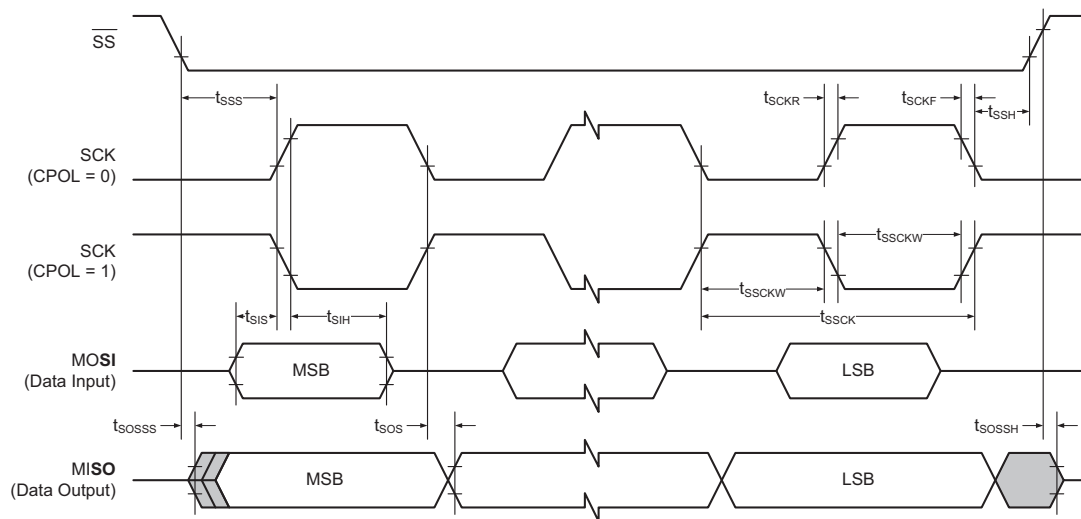 SS
tSSS
tSCKR
tSCKF
tSSH
SCK
(CPOL = 0)
SCK
(CPOL = 1)
tSSCKW
tSSCKW
tSSCK
tSIS
tSIH
MOSI
(Data Input)
MSB
LSB
tSOSSS
tSOS
tSOSSH
MISO
(Data Output)
MSB
LSB